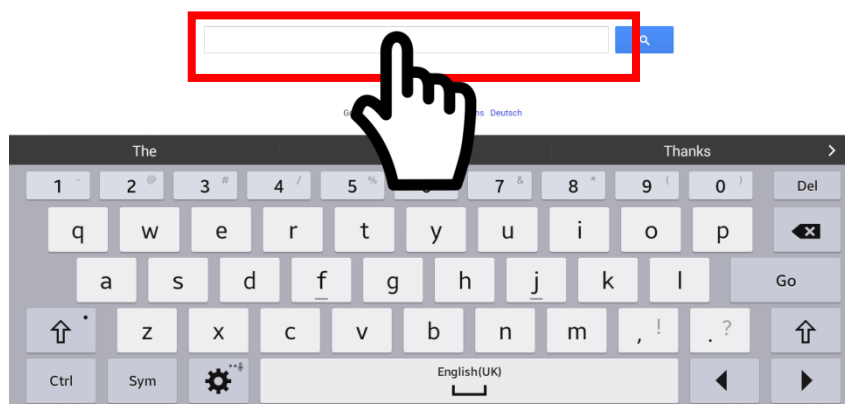 Deutsch
The Thanks >
1 - 2 @ 3 # 4 / 5 % 7 & 8 * 9 ( 0 ) Del
q w e r t y u i o p
a s d f g h j k l Go
z x c v b n m , ! . ?
Ctrl Sym English(UK)